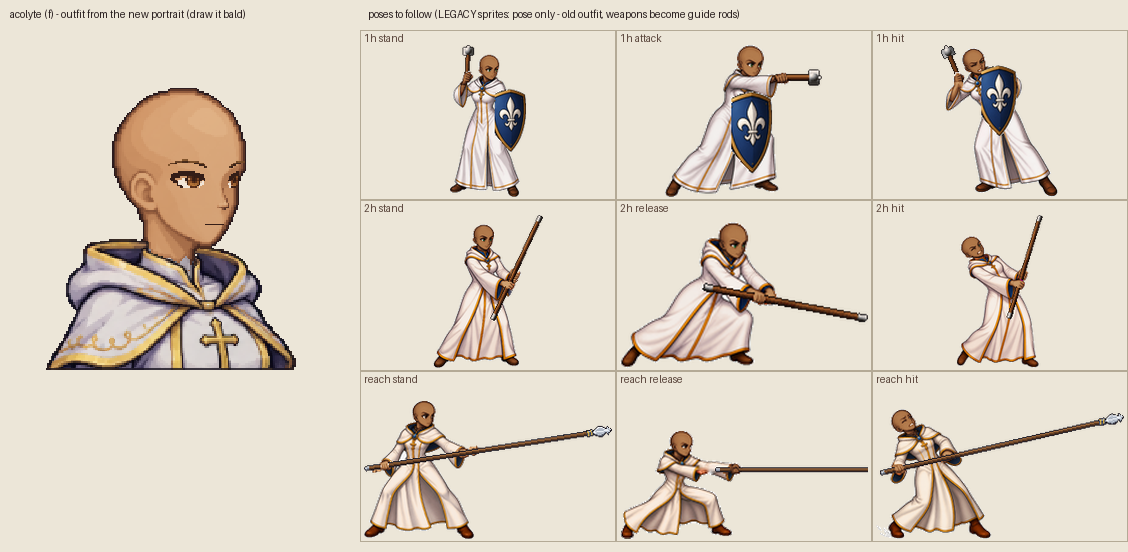 acolyte (f) - outfit from the new portrait (draw it bald)
poses to follow (LEGACY sprites: pose only - old outfit, weapons become guide rods)
1h stand
1h attack
1h hit
2h stand
2h release
2h hit
reach stand
reach release
reach hit